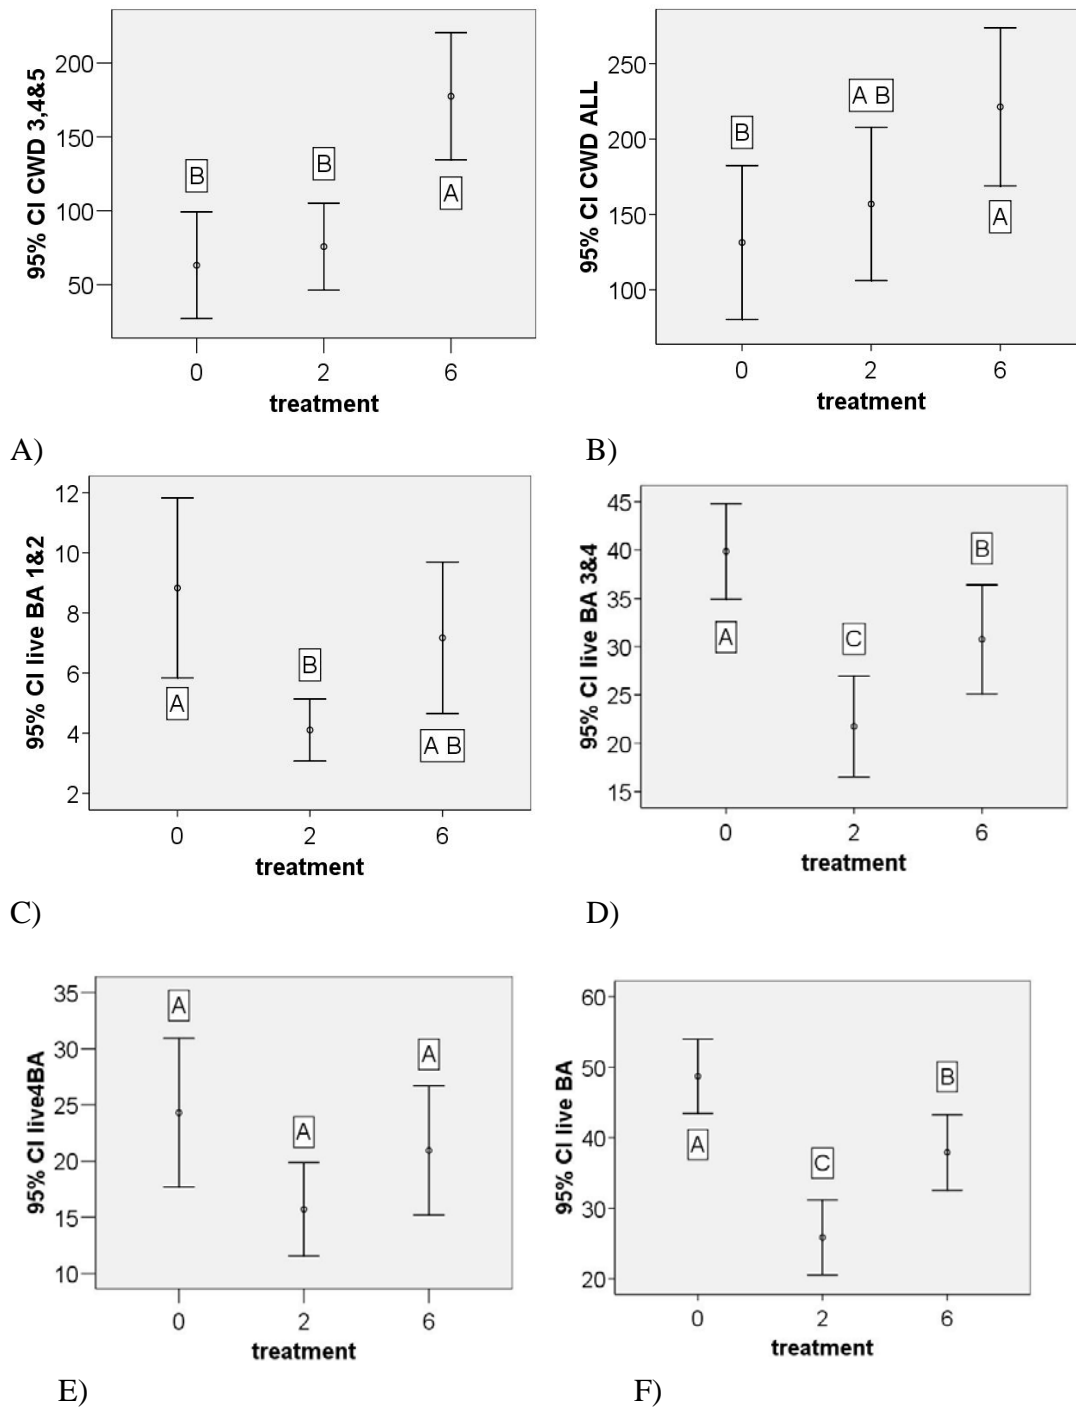 95% CI CWD 3,4&5
200
150
100
50
B
B
A
0 2 6
treatment
A)
95% CI CWD ALL
250
200
150
100
B
A B
A
0 2 6
treatment
B)
95% CI live BA 1&2
12
10
8
6
4
2
A
B
A B
0 2 6
treatment
C)
95% CI live BA 3&4
45
40
35
30
25
20
15
A
C
B
0 2 6
treatment
D)
95% CI live4BA
35
30
25
20
15
10
A
A
A
0 2 6
treatment
E)
95% CI live BA
60
50
40
30
20
A
C
B
0 2 6
treatment
F)